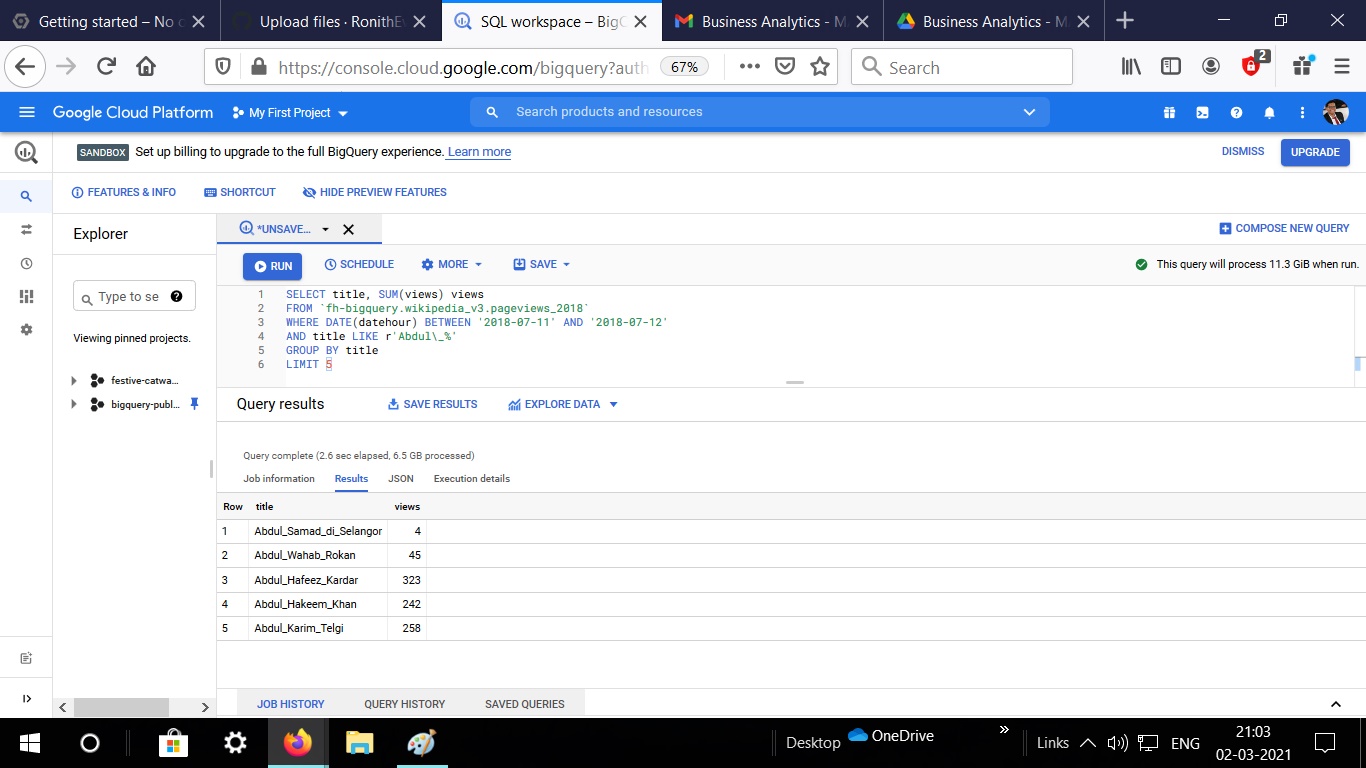 Getting started – No c
Upload files · RonithEv
SQL workspace – BigQ
Business Analytics - M
Business Analytics - M
https://console.cloud.google.com/bigquery?auth
67%
Search
2
Google Cloud Platform
My First Project
Search products and resources
SANDBOX Set up billing to upgrade to the full BigQuery experience. Learn more
DISMISS
UPGRADE
FEATURES & INFO
SHORTCUT
HIDE PREVIEW FEATURES
Explorer
*UNSAVE...
COMPOSE NEW QUERY
RUN
SCHEDULE
MORE
SAVE
This query will process 11.3 GiB when run.
Type to se
Viewing pinned projects.
festive-catwa...
bigquery-publ...
1 SELECT title, SUM(views) views
2 FROM `fh-bigquery.wikipedia_v3.pageviews_2018`
3 WHERE DATE(datehour) BETWEEN '2018-07-11' AND '2018-07-12'
4 AND title LIKE r'Abdul\_%'
5 GROUP BY title
6 LIMIT 5
Query results
SAVE RESULTS
EXPLORE DATA
Query complete (2.6 sec elapsed, 6.5 GB processed)
Job information Results JSON Execution details
Row title views
1 Abdul_Samad_di_Selangor 4
2 Abdul_Wahab_Rokan 45
3 Abdul_Hafeez_Kardar 323
4 Abdul_Hakeem_Khan 242
5 Abdul_Karim_Telgi 258
JOB HISTORY QUERY HISTORY SAVED QUERIES
Desktop
OneDrive
Links
ENG
21:03
02-03-2021